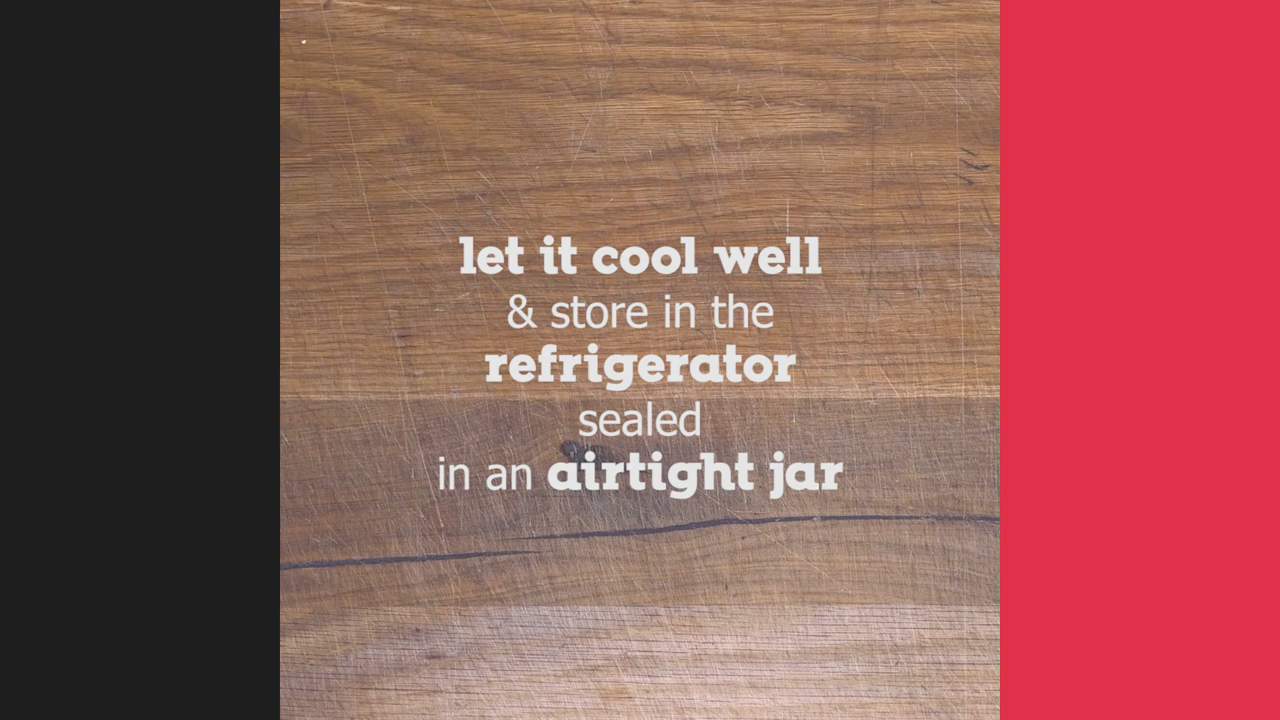 let it cool well
& store in the
refrigerator
sealed
in an airtight jar